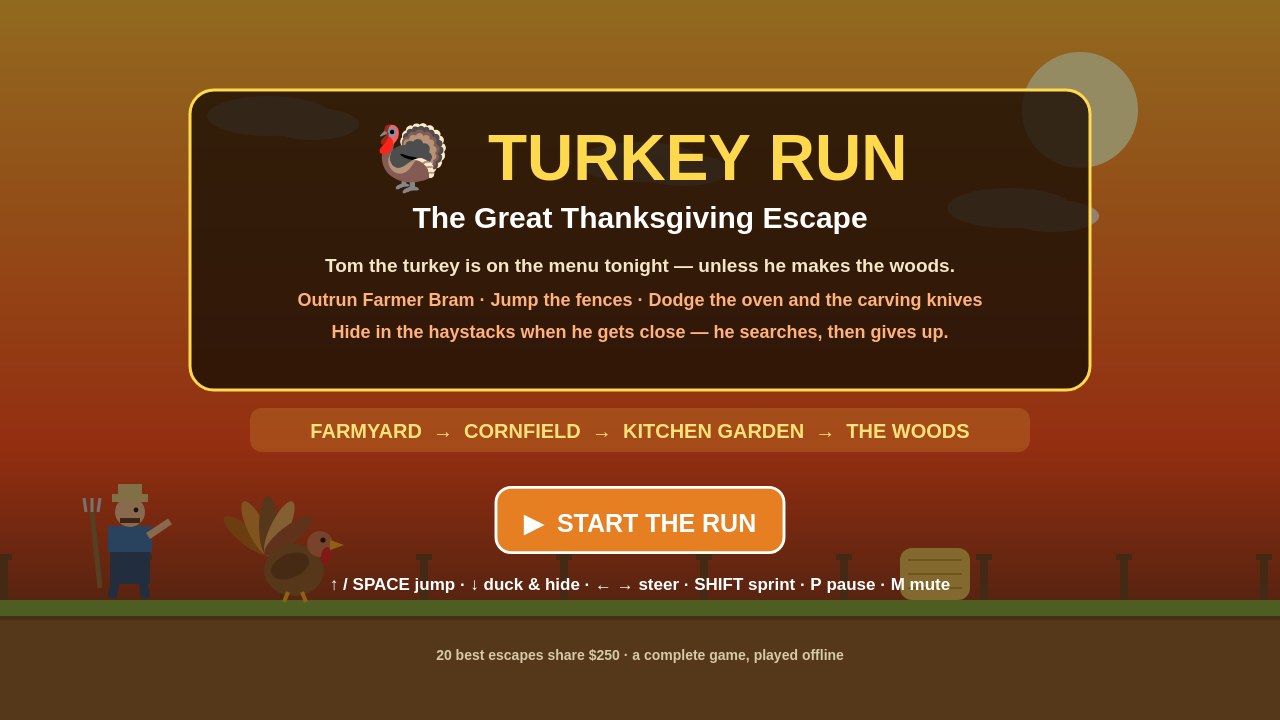 TURKEY RUN
The Great Thanksgiving Escape
Tom the turkey is on the menu tonight — unless he makes the woods.
Outrun Farmer Bram · Jump the fences · Dodge the oven and the carving knives
Hide in the haystacks when he gets close — he searches, then gives up.
FARMYARD → CORNFIELD → KITCHEN GARDEN → THE WOODS
▶ START THE RUN
↑ / SPACE jump · ↓ duck & hide · ← → steer · SHIFT sprint · P pause · M mute
20 best escapes share $250 · a complete game, played offline